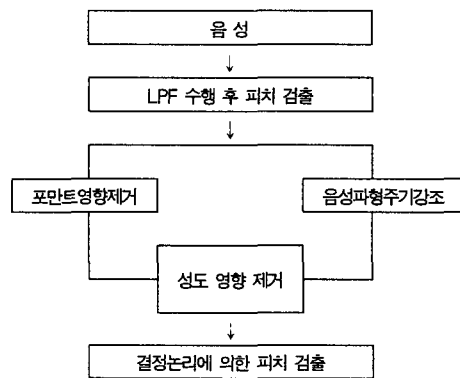 음 성
LPF 수행 후 피치 검출
포만트영향제거
음성파형주기강조
성도 영향 제거
결정논리에 의한 피치 검출